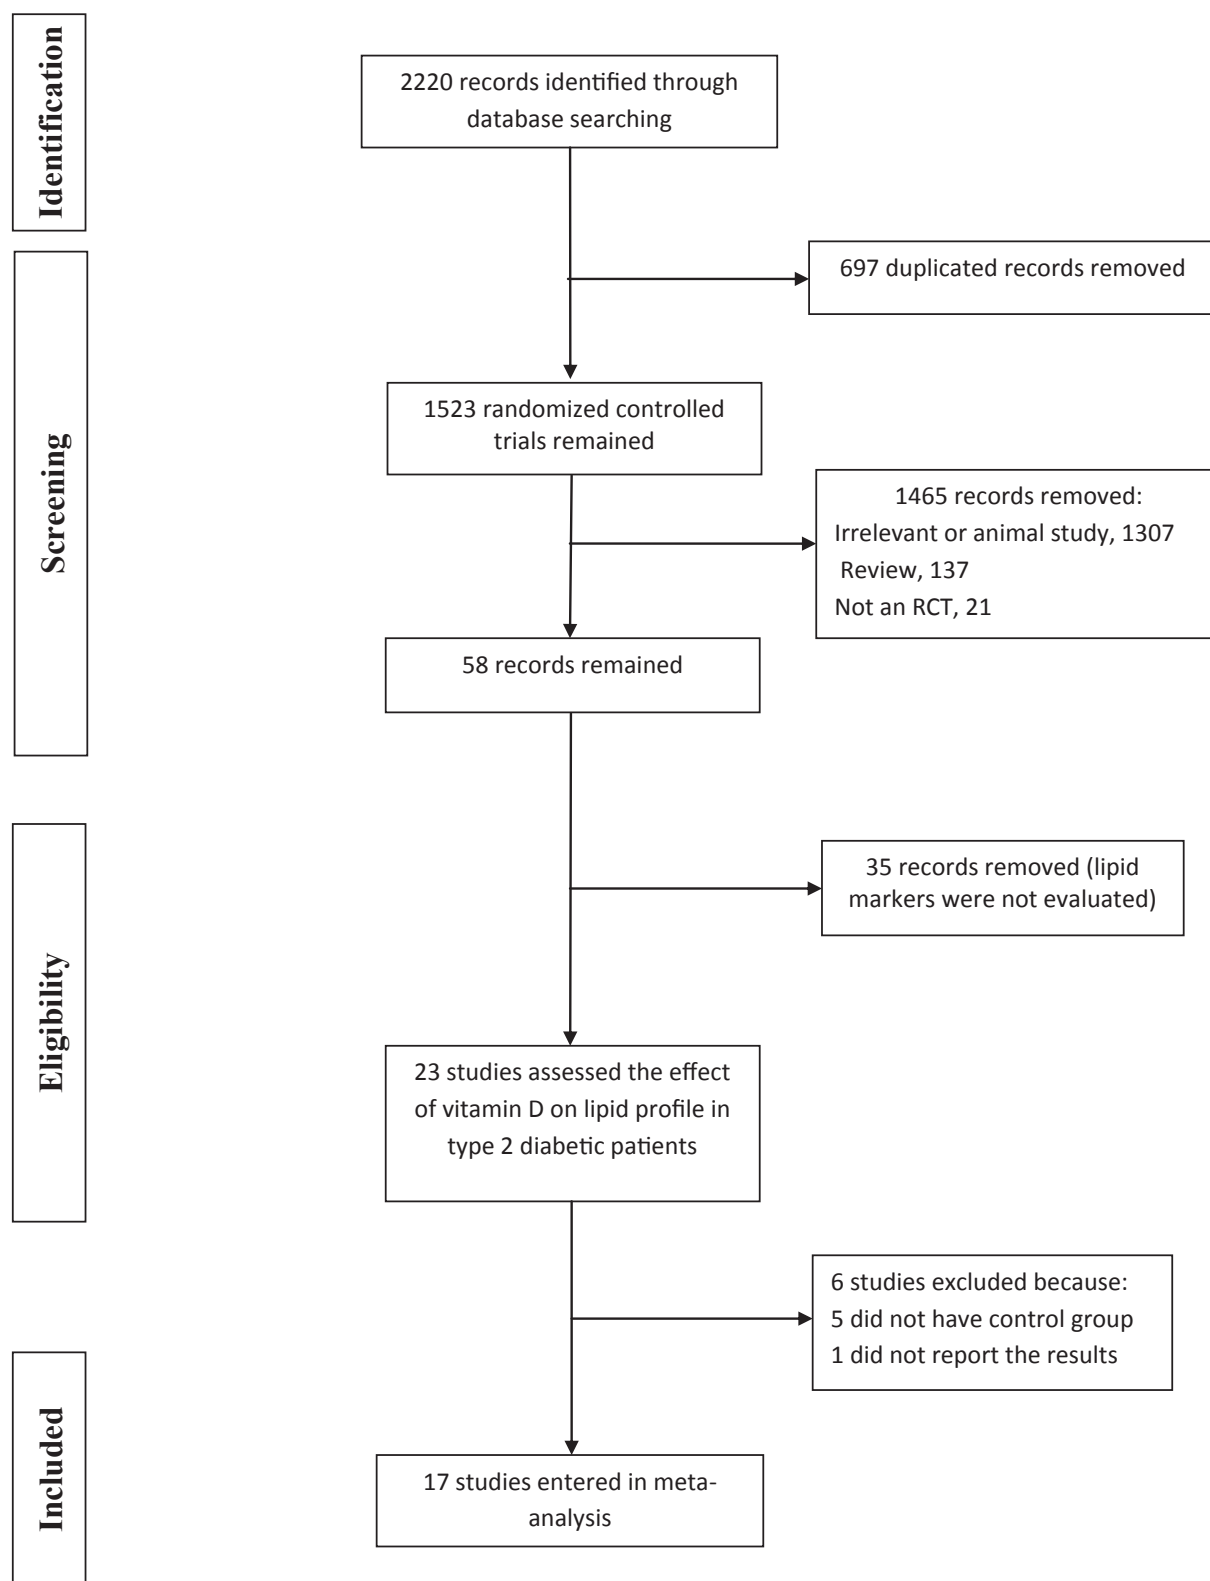 Identification
2220 records identified through
database searching
697 duplicated records removed
Screening
1523 randomized controlled
trials remained
1465 records removed:
Irrelevant or animal study, 1307
Review, 137
Not an RCT, 21
58 records remained
Eligibility
35 records removed (lipid
markers were not evaluated)
23 studies assessed the effect
of vitamin D on lipid profile in
type 2 diabetic patients
6 studies excluded because:
5 did not have control group
1 did not report the results
Included
17 studies entered in meta-
analysis